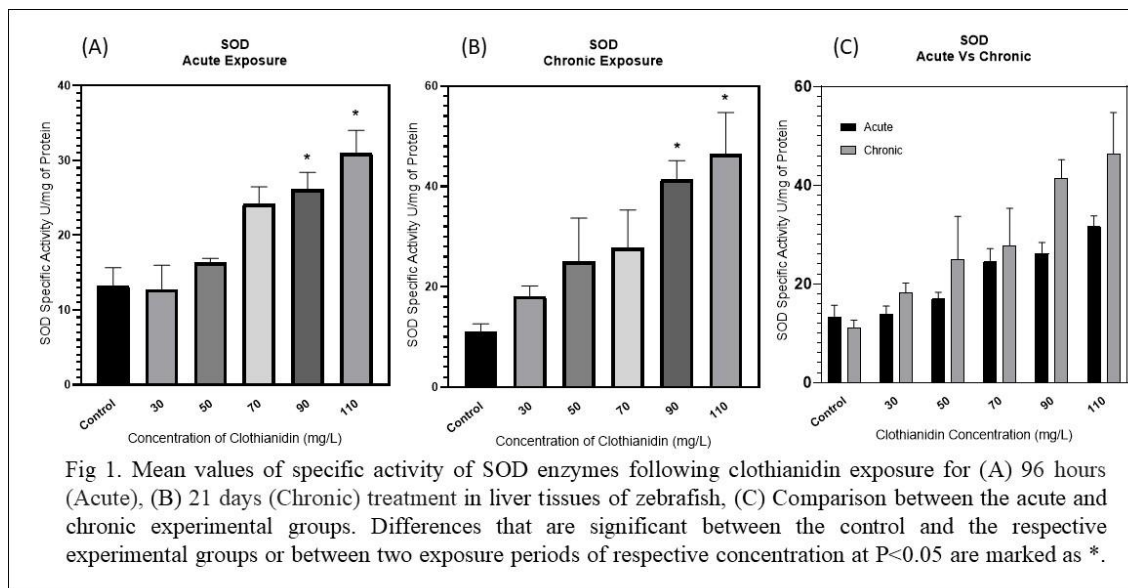 (A)
SOD
Acute Exposure
SOD Specific Activity U/mg of Protein
40
30
20
10
0
*
*
Control
30
50
70
90
110
Concentration of Clothianidin (mg/L)
(B)
SOD
Chronic Exposure
SOD Specific Activity U/mg of Protein
60
40
20
0
*
*
Control
30
50
70
90
110
Concentration of Clothianidin (mg/L)
(C)
SOD
Acute Vs Chronic
SOD Specific Activity U/mg of Protein
60
40
20
0
Acute
Chronic
Control
30
50
70
90
110
Clothianidin Concentration (mg/L)
Fig 1. Mean values of specific activity of SOD enzymes following clothianidin exposure for (A) 96 hours
(Acute), (B) 21 days (Chronic) treatment in liver tissues of zebrafish, (C) Comparison between the acute and
chronic experimental groups. Differences that are significant between the control and the respective
experimental groups or between two exposure periods of respective concentration at P<0.05 are marked as *.